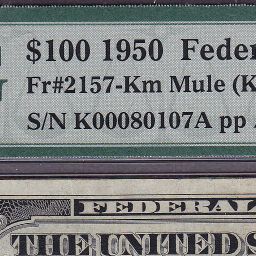 $100 1950 Feder
Fr#2157-Km Mule (K
S/N K00080107A pp
FEDERAL
THE UNITED S